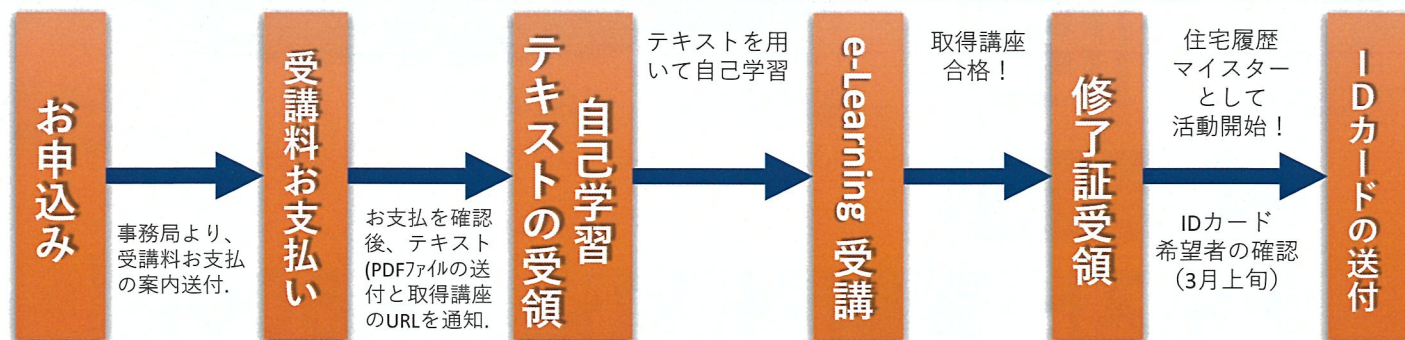 お申込み
事務局より、
受講料お支払
の案内送付.
受講料お支払い
お支払を確認
後、テキスト
(PDFﾌｧｲﾙの送
付と取得講座
のURLを通知.
自己学習
テキストの受領
テキストを用
いて自己学習
e-Learning 受講
取得講座
合格！
修了証受領
住宅履歴
マイスター
として
活動開始！
IDカード
希望者の確認
（3月上旬）
IDカードの送付